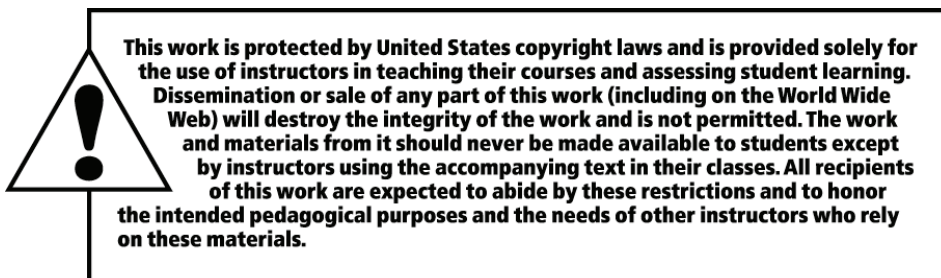 This work is protected by United States copyright laws and is provided solely for
the use of instructors in teaching their courses and assessing student learning.
Dissemination or sale of any part of this work (including on the World Wide
Web) will destroy the integrity of the work and is not permitted. The work
and materials from it should never be made available to students except
by instructors using the accompanying text in their classes. All recipients
of this work are expected to abide by these restrictions and to honor
the intended pedagogical purposes and the needs of other instructors who rely
on these materials.